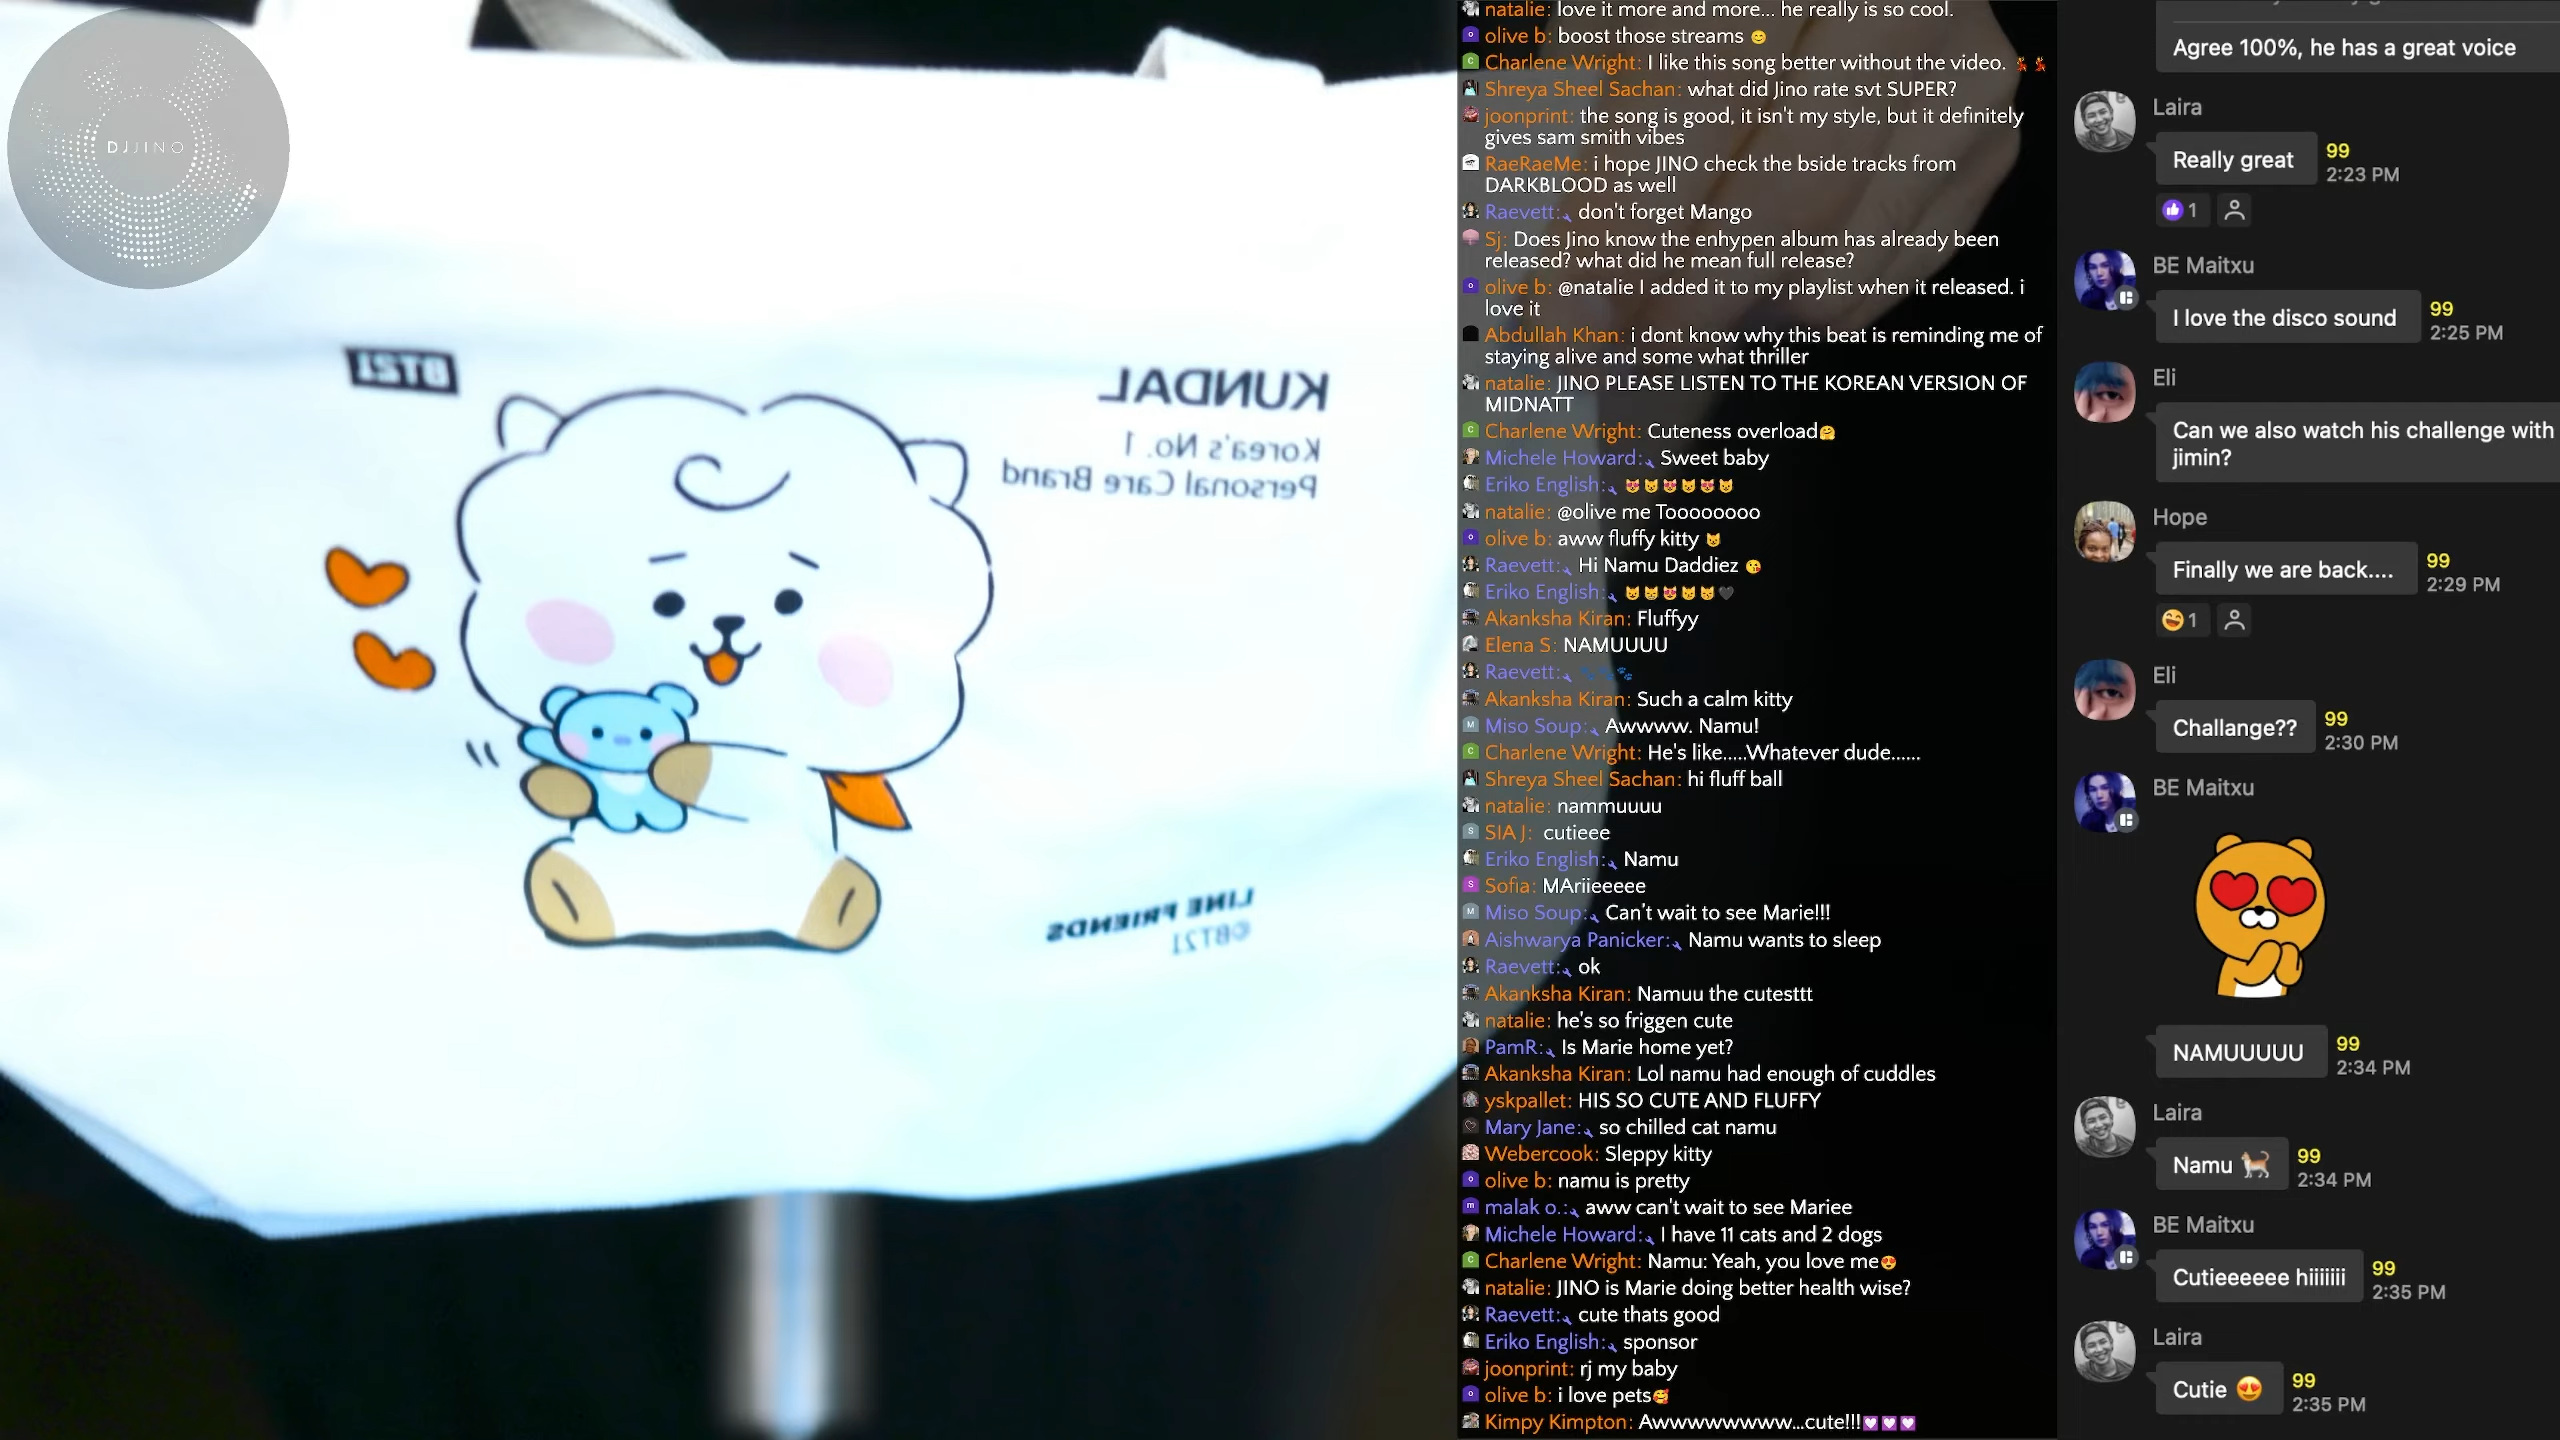 DJJINO
BT21
KUNDAL
Korea's No. 1
Personal Care Brand
LINE FRIENDS
©BT21
natalie: love it more and more... he really is so cool.
olive b: boost those streams 😊
Charlene Wright: I like this song better without the video. 💃💃
Shreya Sheel Sachan: what did Jino rate svt SUPER?
joonprint: the song is good, it isn't my style, but it definitely
gives sam smith vibes
RaeRaeMe: i hope JINO check the bside tracks from
DARKBLOOD as well
Raevett: don't forget Mango
Sj: Does Jino know the enhypen album has already been
released? what did he mean full release?
olive b: @natalie I added it to my playlist when it released. i
love it
Abdullah Khan: i dont know why this beat is reminding me of
staying alive and some what thriller
natalie: JINO PLEASE LISTEN TO THE KOREAN VERSION OF
MIDNATT
Charlene Wright: Cuteness overload🤗
Michele Howard: Sweet baby
Eriko English: 😻😺😻😺😻😺
natalie: @olive me Toooooooo
olive b: aww fluffy kitty 😺
Raevett: Hi Namu Daddiez 😘
Eriko English: 😺😺😻😺😺🖤
Akanksha Kiran: Fluffyy
Elena S: NAMUUUU
Raevett: 🐾🐾🐾
Akanksha Kiran: Such a calm kitty
Miso Soup: Awwww. Namu!
Charlene Wright: He's like.....Whatever dude......
Shreya Sheel Sachan: hi fluff ball
natalie: nammuuuu
SIA J: cutieee
Eriko English: Namu
Sofia: MAriieeeee
Miso Soup: Can't wait to see Marie!!!
Aishwarya Panicker: Namu wants to sleep
Raevett: ok
Akanksha Kiran: Namuu the cutesttt
natalie: he's so friggen cute
PamR: Is Marie home yet?
Akanksha Kiran: Lol namu had enough of cuddles
yskpallet: HIS SO CUTE AND FLUFFY
Mary Jane: so chilled cat namu
Webercook: Sleppy kitty
olive b: namu is pretty
malak o.: aww can't wait to see Mariee
Michele Howard: I have 11 cats and 2 dogs
Charlene Wright: Namu: Yeah, you love me😍
natalie: JINO is Marie doing better health wise?
Raevett: cute thats good
Eriko English: sponsor
joonprint: rj my baby
olive b: i love pets🥰
Kimpy Kimpton: Awwwwwwww...cute!!!💟💟💟
Agree 100%, he has a great voice
Laira
Really great
99
2:23 PM
1
BE Maitxu
I love the disco sound
99
2:25 PM
Eli
Can we also watch his challenge with
jimin?
Hope
Finally we are back....
99
2:29 PM
😆 1
Eli
Challange??
99
2:30 PM
BE Maitxu
NAMUUUUU
99
2:34 PM
Laira
Namu 🐕
99
2:34 PM
BE Maitxu
Cutieeeeee hiiiiiii
99
2:35 PM
Laira
Cutie 😍
99
2:35 PM